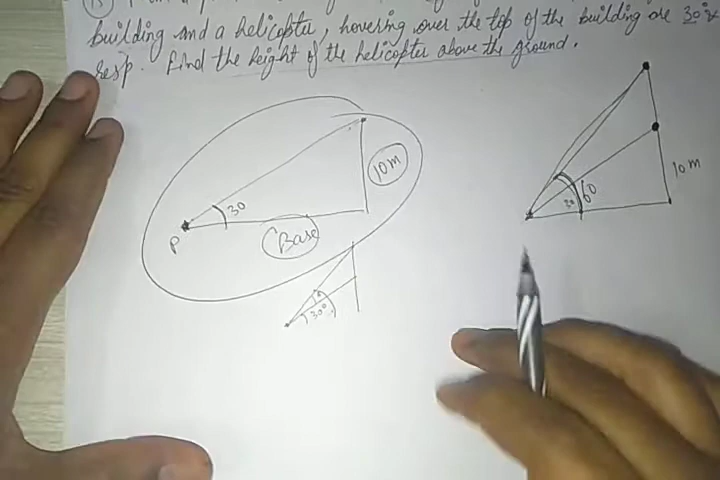 building and a helicopter, hovering over the top of the building are 30°&
resp. Find the height of the helicopter above the ground.
30
10m
P
Base
30°
60
30
10m